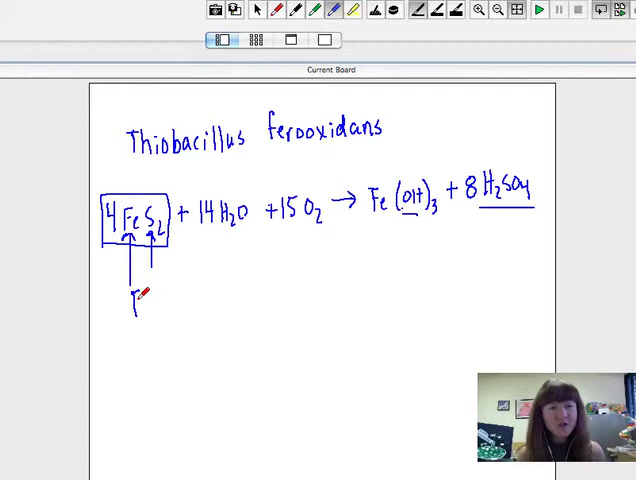 Current Board
Thiobacillus ferooxidans
4 FeS₂ + 14 H₂O + 15 O₂ → Fe(OH)₃ + 8 H₂SO₄